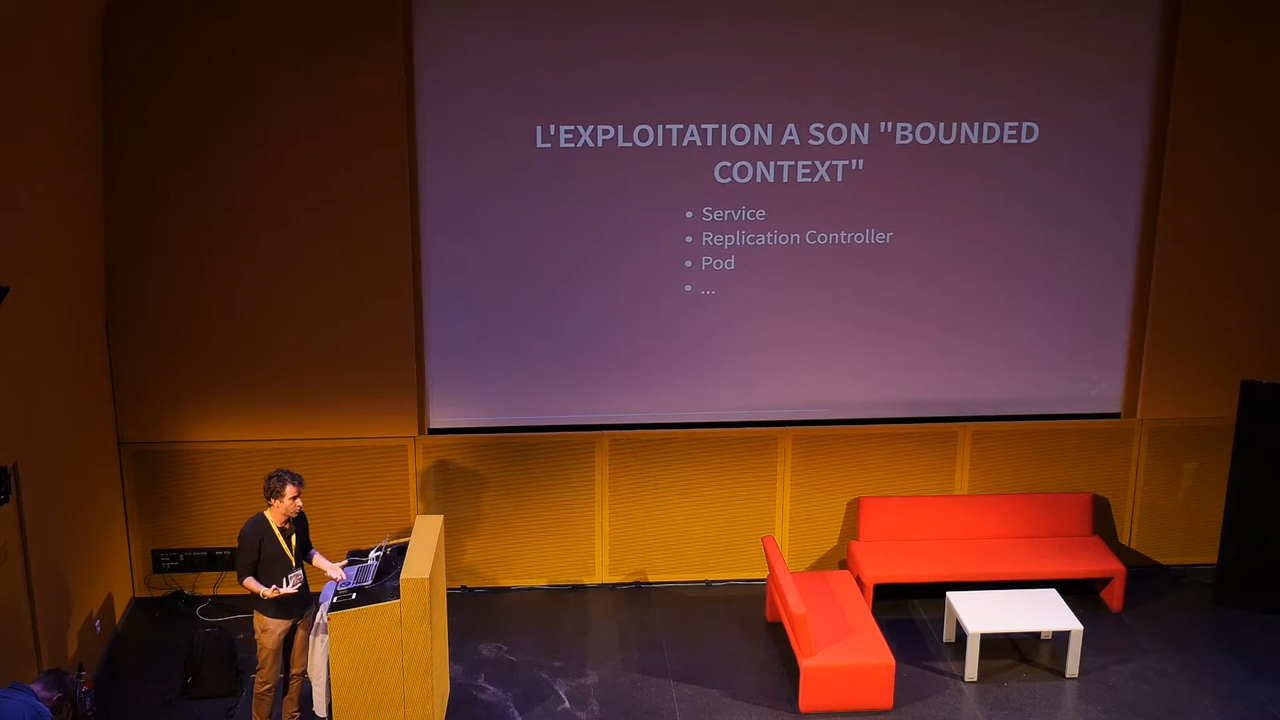 L'EXPLOITATION A SON "BOUNDED
CONTEXT"
• Service
• Replication Controller
• Pod
• ...